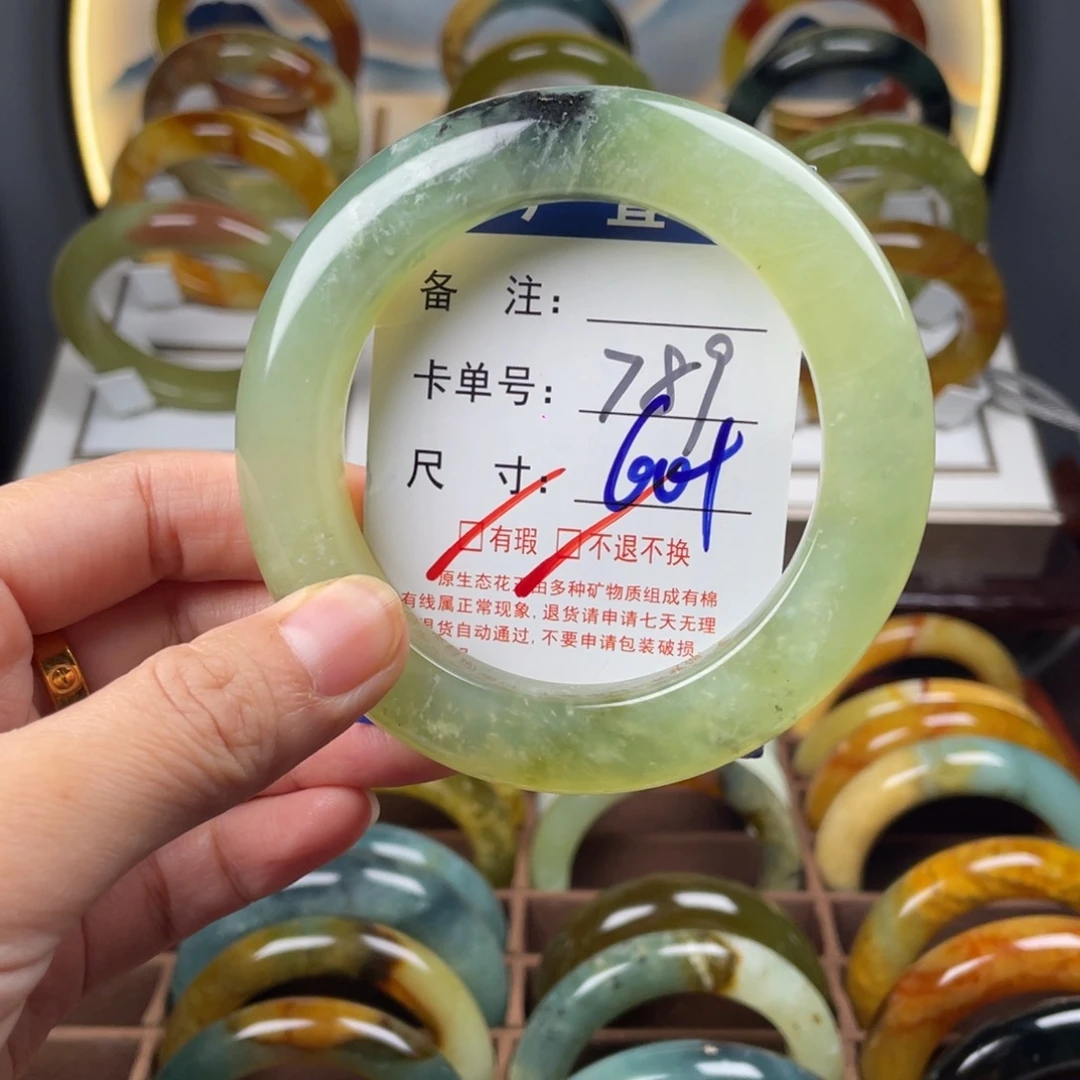 备 注:
卡单号: 789
尺 寸: 60+
□有瑕 □不退不换
原生态花 由多种矿物质组成有棉
有线属正常现象, 退货请申请七天无理
退货自动通过, 不要申请包装破损